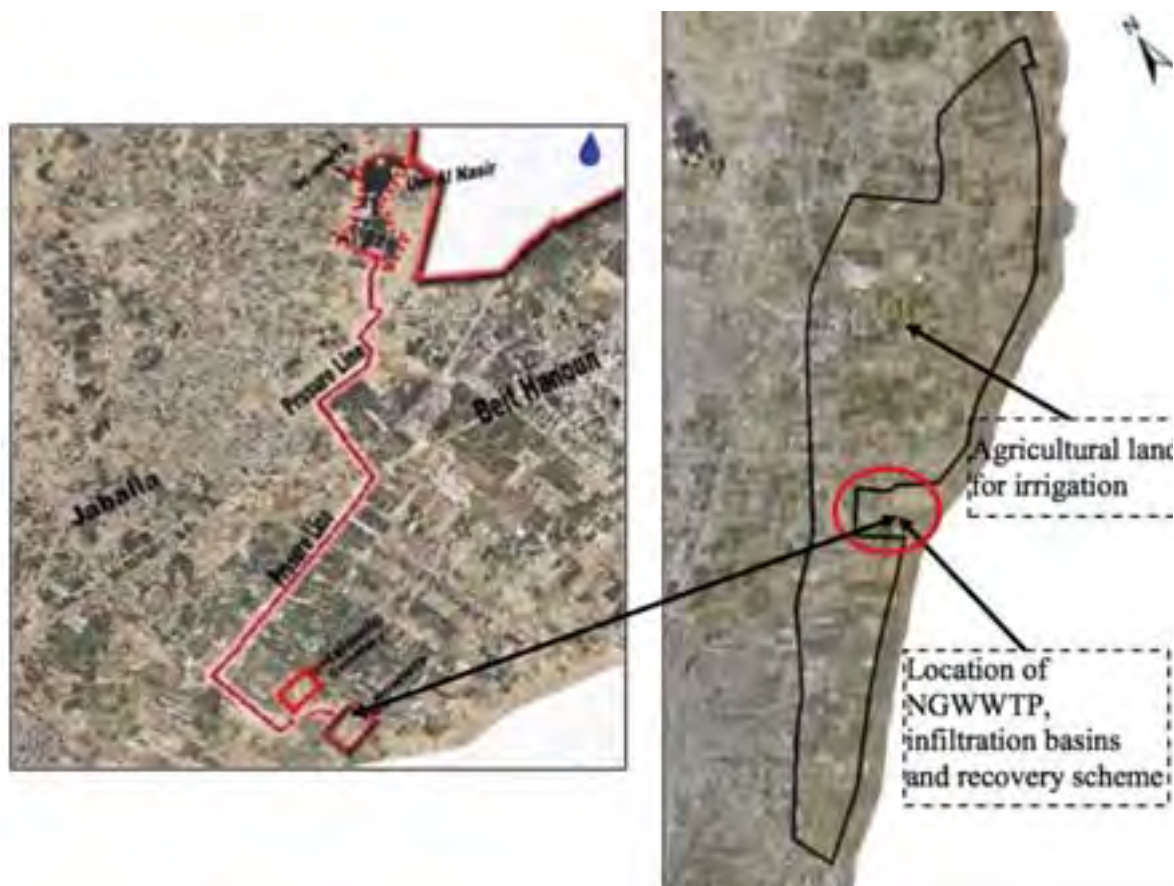 Um Al Nasir
Pressure Line
Beit Hanoun
Jabalia
Pressure Line
N
Agricultural land
for irrigation
Location of
NGWWTP,
infiltration basins
and recovery scheme